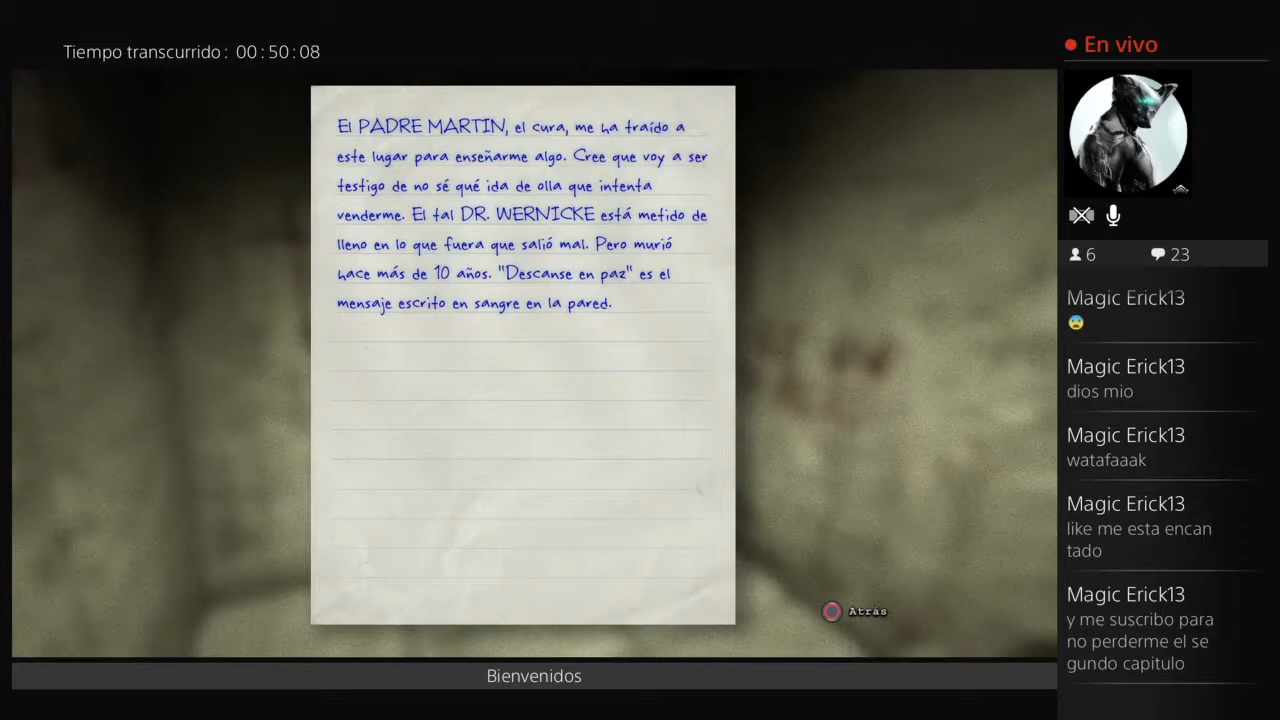 Tiempo transcurrido: 00:50:08
El PADRE MARTIN, el cura, me ha traído a
este lugar para enseñarme algo. Cree que voy a ser
testigo de no sé qué ida de olla que intenta
venderme. El tal DR. WERNICKE está metido de
lleno en lo que fuera que salió mal. Pero murió
hace más de 10 años. "Descanse en paz" es el
mensaje escrito en sangre en la pared.
Atrás
Bienvenidos
En vivo
6 23
Magic Erick13
😨
Magic Erick13
dios mio
Magic Erick13
watafaaak
Magic Erick13
like me esta encan
tado
Magic Erick13
y me suscribo para
no perderme el se
gundo capitulo